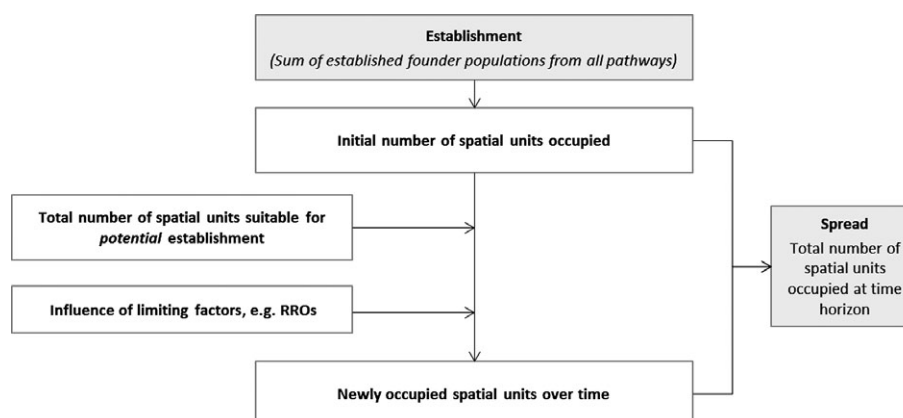 Establishment
(Sum of established founder populations from all pathways)
Initial number of spatial units occupied
Total number of spatial units suitable for
potential establishment
Influence of limiting factors, e.g. RROs
Spread
Total number of
spatial units
occupied at time
horizon
Newly occupied spatial units over time